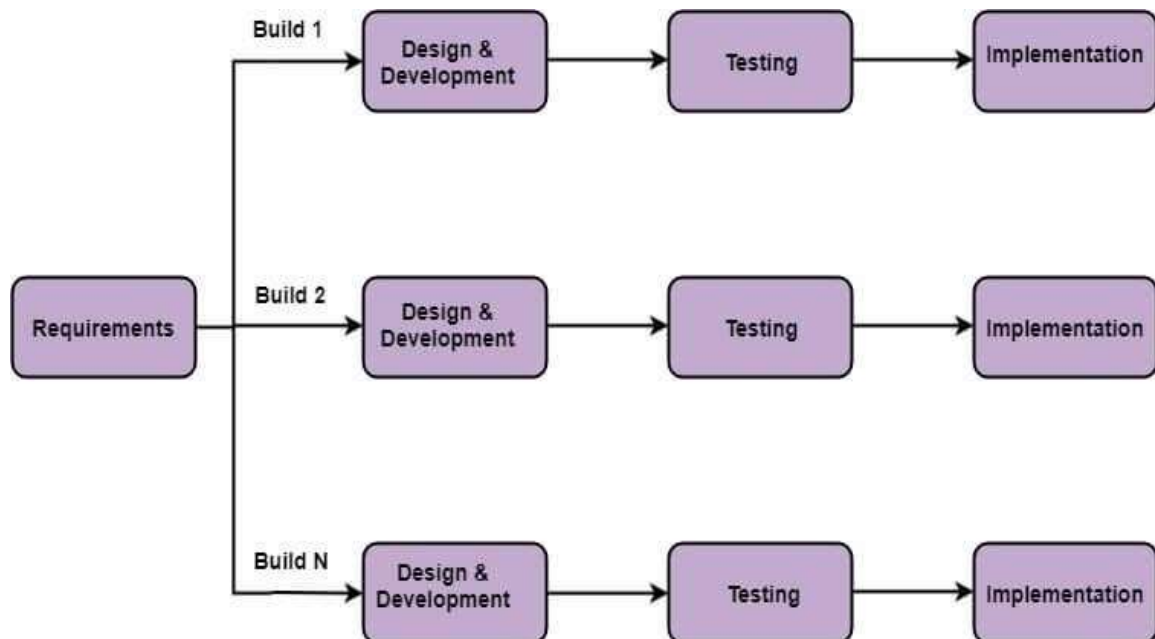 Build 1
Design &
Development
Testing
Implementation
Requirements
Build 2
Design &
Development
Testing
Implementation
Build N
Design &
Development
Testing
Implementation